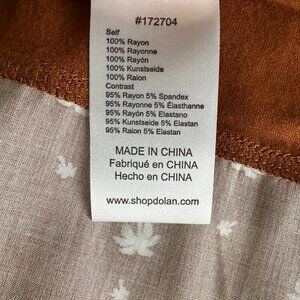 #172704
Self
100% Rayon
100% Rayonne
100% Rayón
100% Kunstseide
100% Raion
Contrast
95% Rayon 5% Spandex
95% Rayonne 5% Élasthanne
95% Rayón 5% Elastano
95% Kunstseide 5% Elastan
95% Raion 5% Elastan
MADE IN CHINA
Fabriqué en CHINA
Hecho en CHINA
www.shopdolan.com